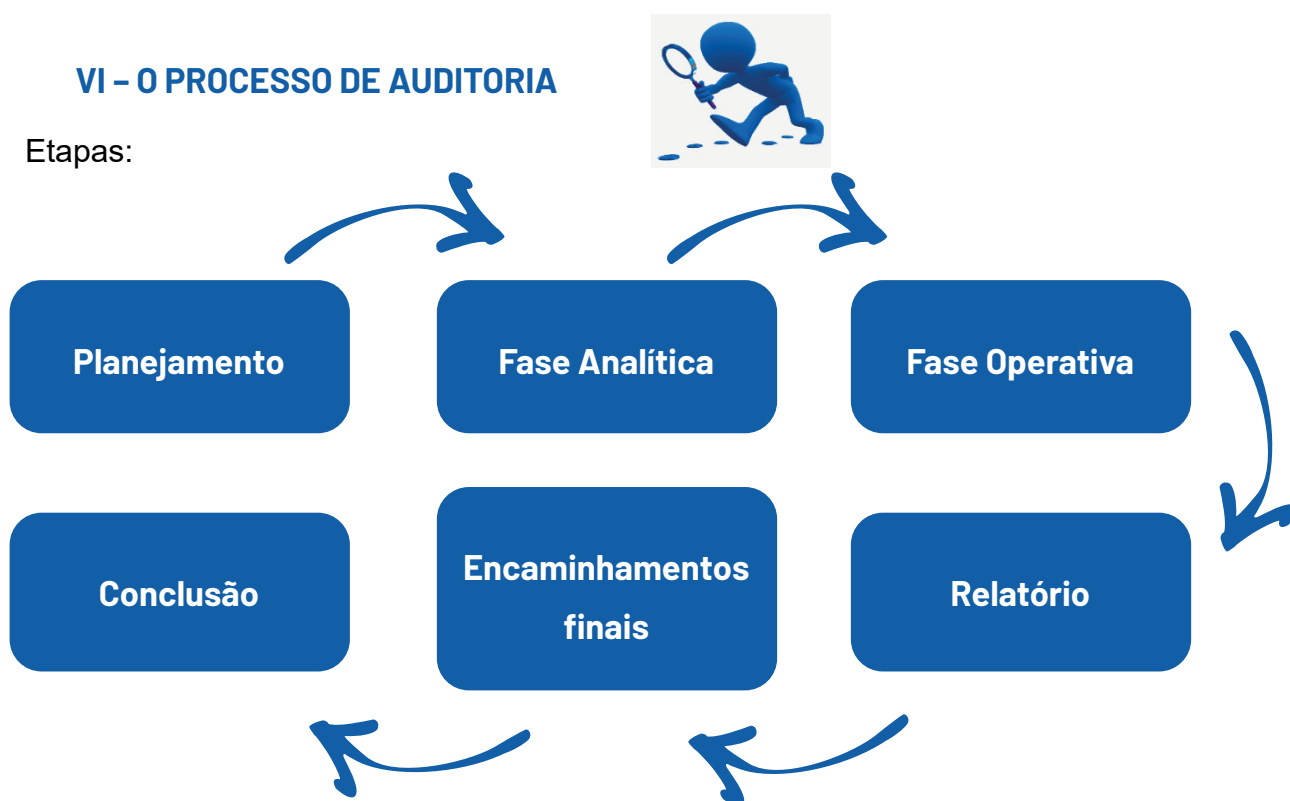 VI – O PROCESSO DE AUDITORIA
Etapas:
Planejamento
Fase Analítica
Fase Operativa
Conclusão
Encaminhamentos
finais
Relatório